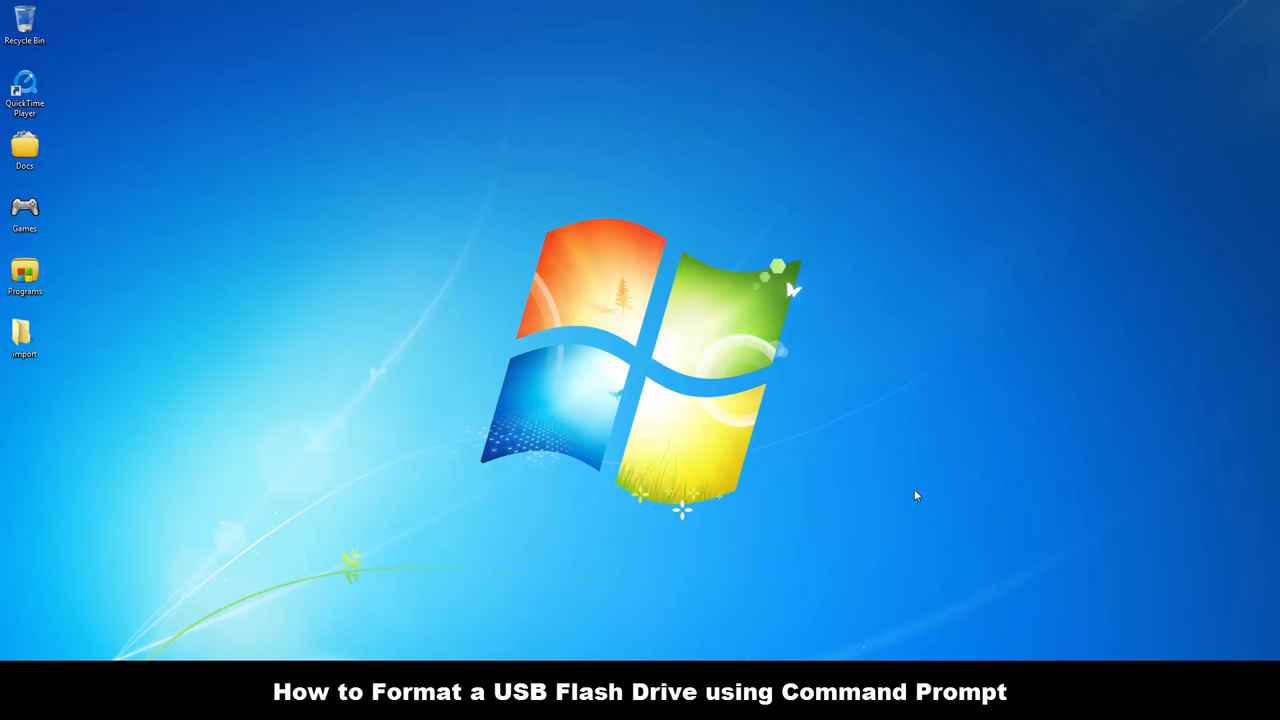 Recycle Bin
QuickTime
Player
Docs
Games
Programs
import
How to Format a USB Flash Drive using Command Prompt